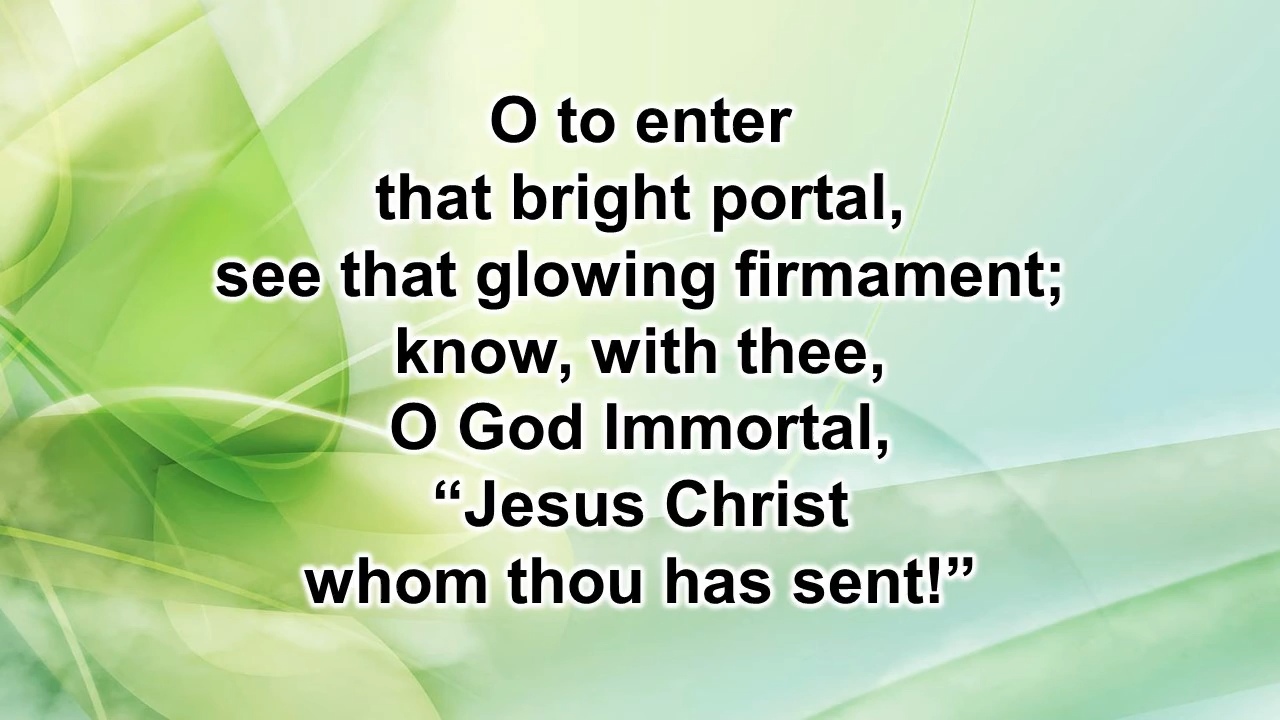 O to enter
that bright portal,
see that glowing firmament;
know, with thee,
O God Immortal,
“Jesus Christ
whom thou has sent!”